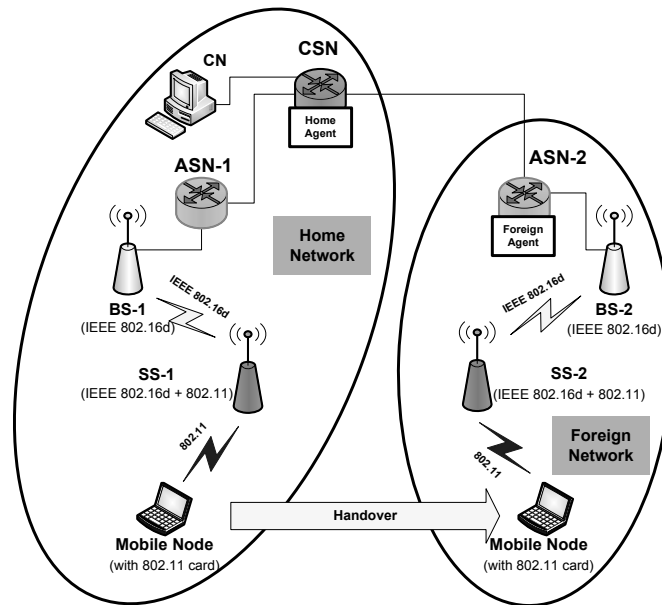 CSN
CN
Home
Agent
ASN-1
ASN-2
Foreign
Agent
Home
Network
IEEE 802.16d
BS-1
(IEEE 802.16d)
IEEE 802.16d
BS-2
(IEEE 802.16d)
SS-1
(IEEE 802.16d + 802.11)
SS-2
(IEEE 802.16d + 802.11)
802.11
Foreign
Network
802.11
Handover
Mobile Node
(with 802.11 card)
Mobile Node
(with 802.11 card)